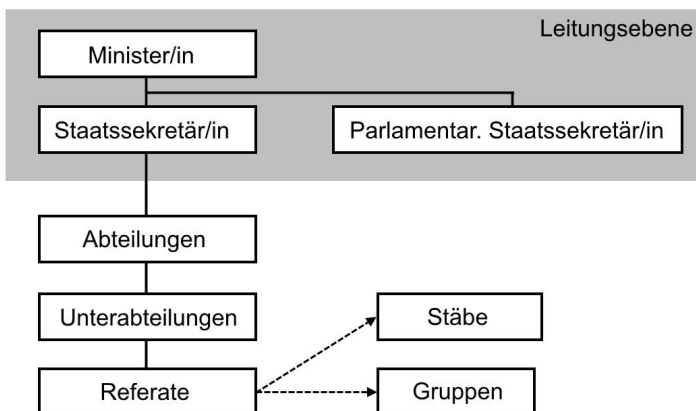 Leitungsebene
Minister/in
Staatssekretär/in
Parlamentar. Staatssekretär/in
Abteilungen
Unterabteilungen
Stäbe
Referate
Gruppen